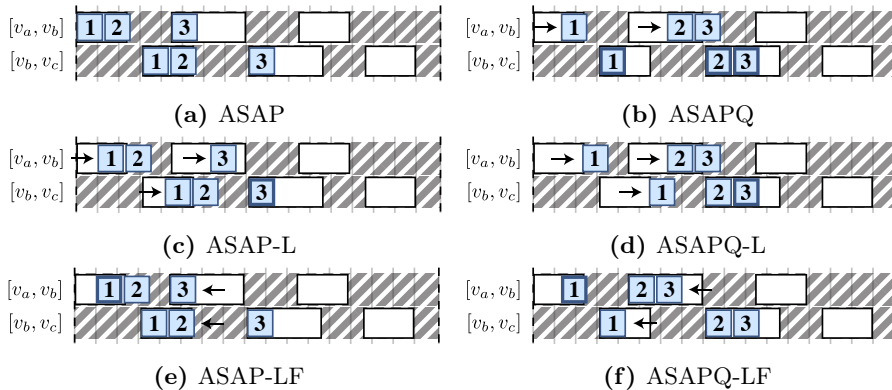 [v_a, v_b] 1 2 3 [v_a, v_b] 1 2 3
[v_b, v_c] 1 2 3 [v_b, v_c] 1 2 3
(a) ASAP (b) ASAPQ
[v_a, v_b] 1 2 3 [v_a, v_b] 1 2 3
[v_b, v_c] 1 2 3 [v_b, v_c] 1 2 3
(c) ASAP-L (d) ASAPQ-L
[v_a, v_b] 1 2 3 [v_a, v_b] 1 2 3
[v_b, v_c] 1 2 3 [v_b, v_c] 1 2 3
(e) ASAP-LF (f) ASAPQ-LF